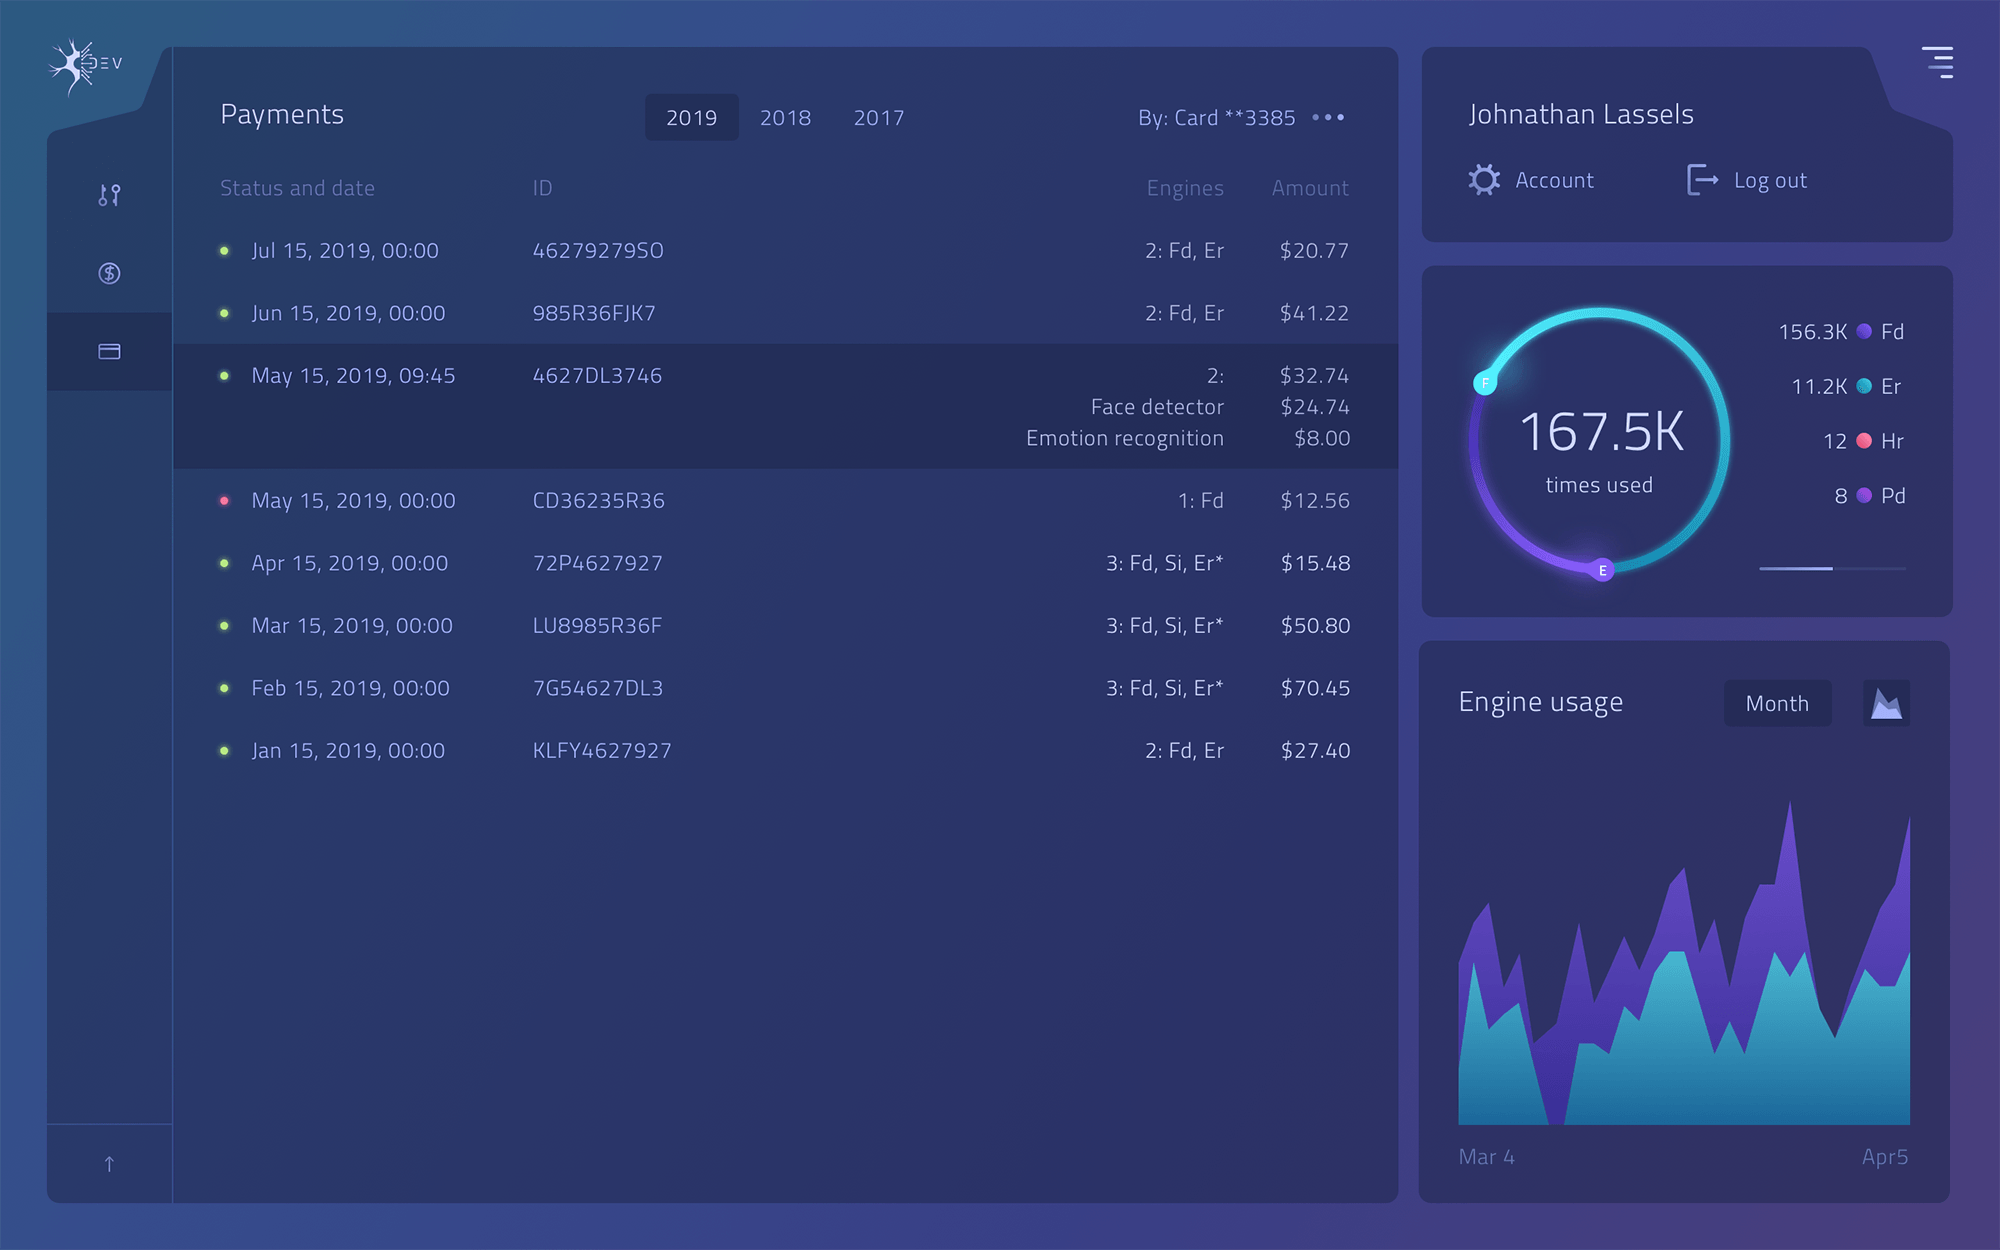 DEV
Payments
2019 2018 2017
By: Card **3385
Status and date ID Engines Amount
Jul 15, 2019, 00:00 46279279SO 2: Fd, Er $20.77
Jun 15, 2019, 00:00 985R36FJK7 2: Fd, Er $41.22
May 15, 2019, 09:45 4627DL3746 2: $32.74
Face detector $24.74
Emotion recognition $8.00
May 15, 2019, 00:00 CD36235R36 1: Fd $12.56
Apr 15, 2019, 00:00 72P4627927 3: Fd, Si, Er* $15.48
Mar 15, 2019, 00:00 LU8985R36F 3: Fd, Si, Er* $50.80
Feb 15, 2019, 00:00 7G54627DL3 3: Fd, Si, Er* $70.45
Jan 15, 2019, 00:00 KLFY4627927 2: Fd, Er $27.40
Johnathan Lassels
Account Log out
F
E
167.5K
times used
156.3K Fd
11.2K Er
12 Hr
8 Pd
Engine usage Month
Mar 4 Apr5